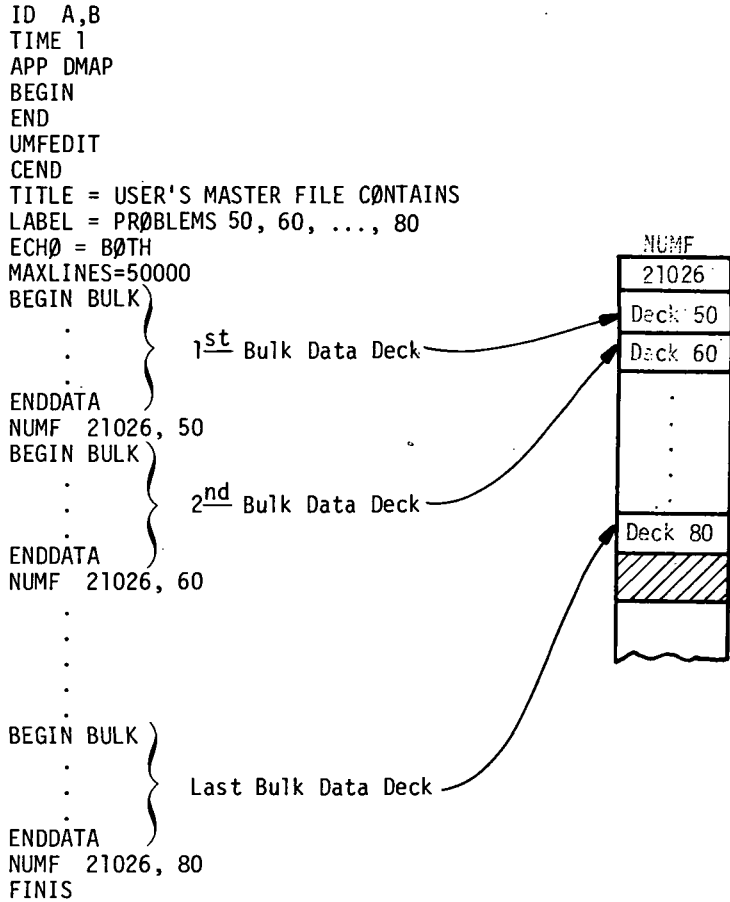 ID A,B
TIME 1
APP DMAP
BEGIN
END
UMFEDIT
CEND
TITLE = USER'S MASTER FILE CØNTAINS
LABEL = PRØBLEMS 50, 60, ..., 80
ECHØ = BØTH
MAXLINES=50000
BEGIN BULK
.
.
.
1st Bulk Data Deck
ENDDATA
NUMF 21026, 50
BEGIN BULK
.
.
.
2nd Bulk Data Deck
ENDDATA
NUMF 21026, 60
.
.
.
.
.
BEGIN BULK
.
.
.
Last Bulk Data Deck
ENDDATA
NUMF 21026, 80
FINIS
NUMF
21026
Deck 50
Deck 60
.
.
.
.
Deck 80